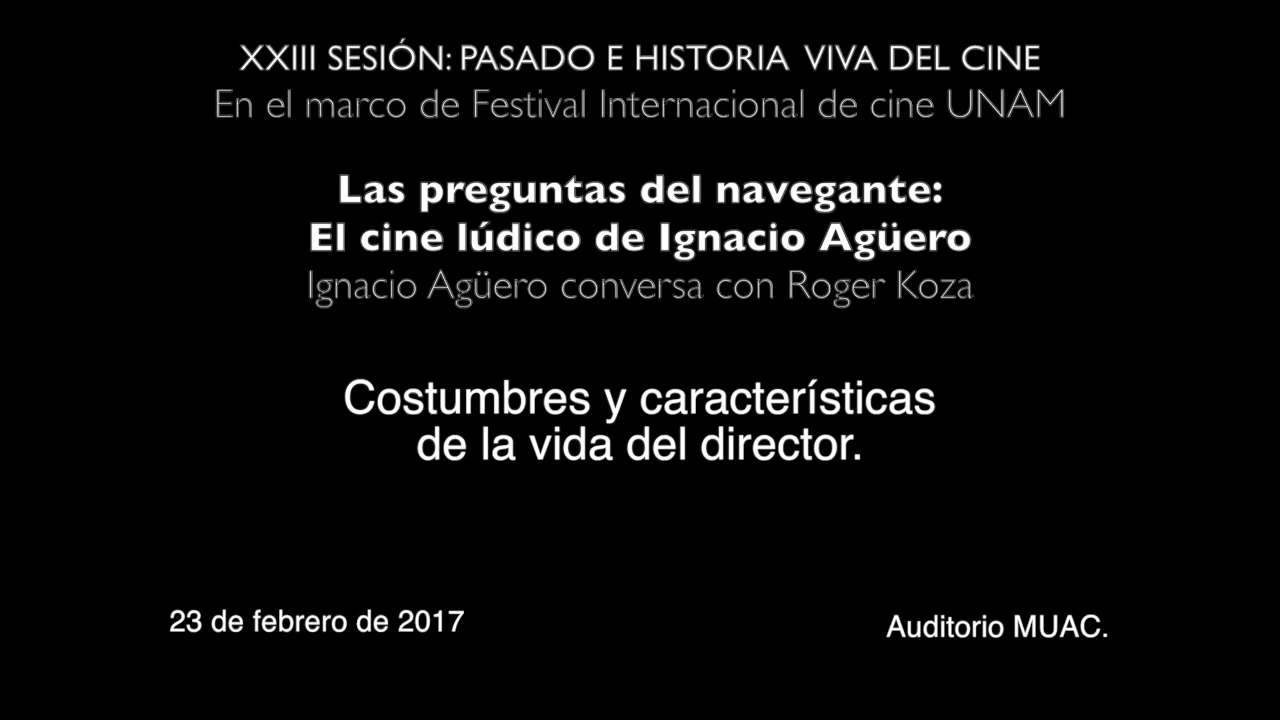 XXIII SESIÓN: PASADO E HISTORIA VIVA DEL CINE
En el marco de Festival Internacional de cine UNAM
Las preguntas del navegante:
El cine lúdico de Ignacio Agüero
Ignacio Agüero conversa con Roger Koza
Costumbres y características
de la vida del director.
23 de febrero de 2017
Auditorio MUAC.